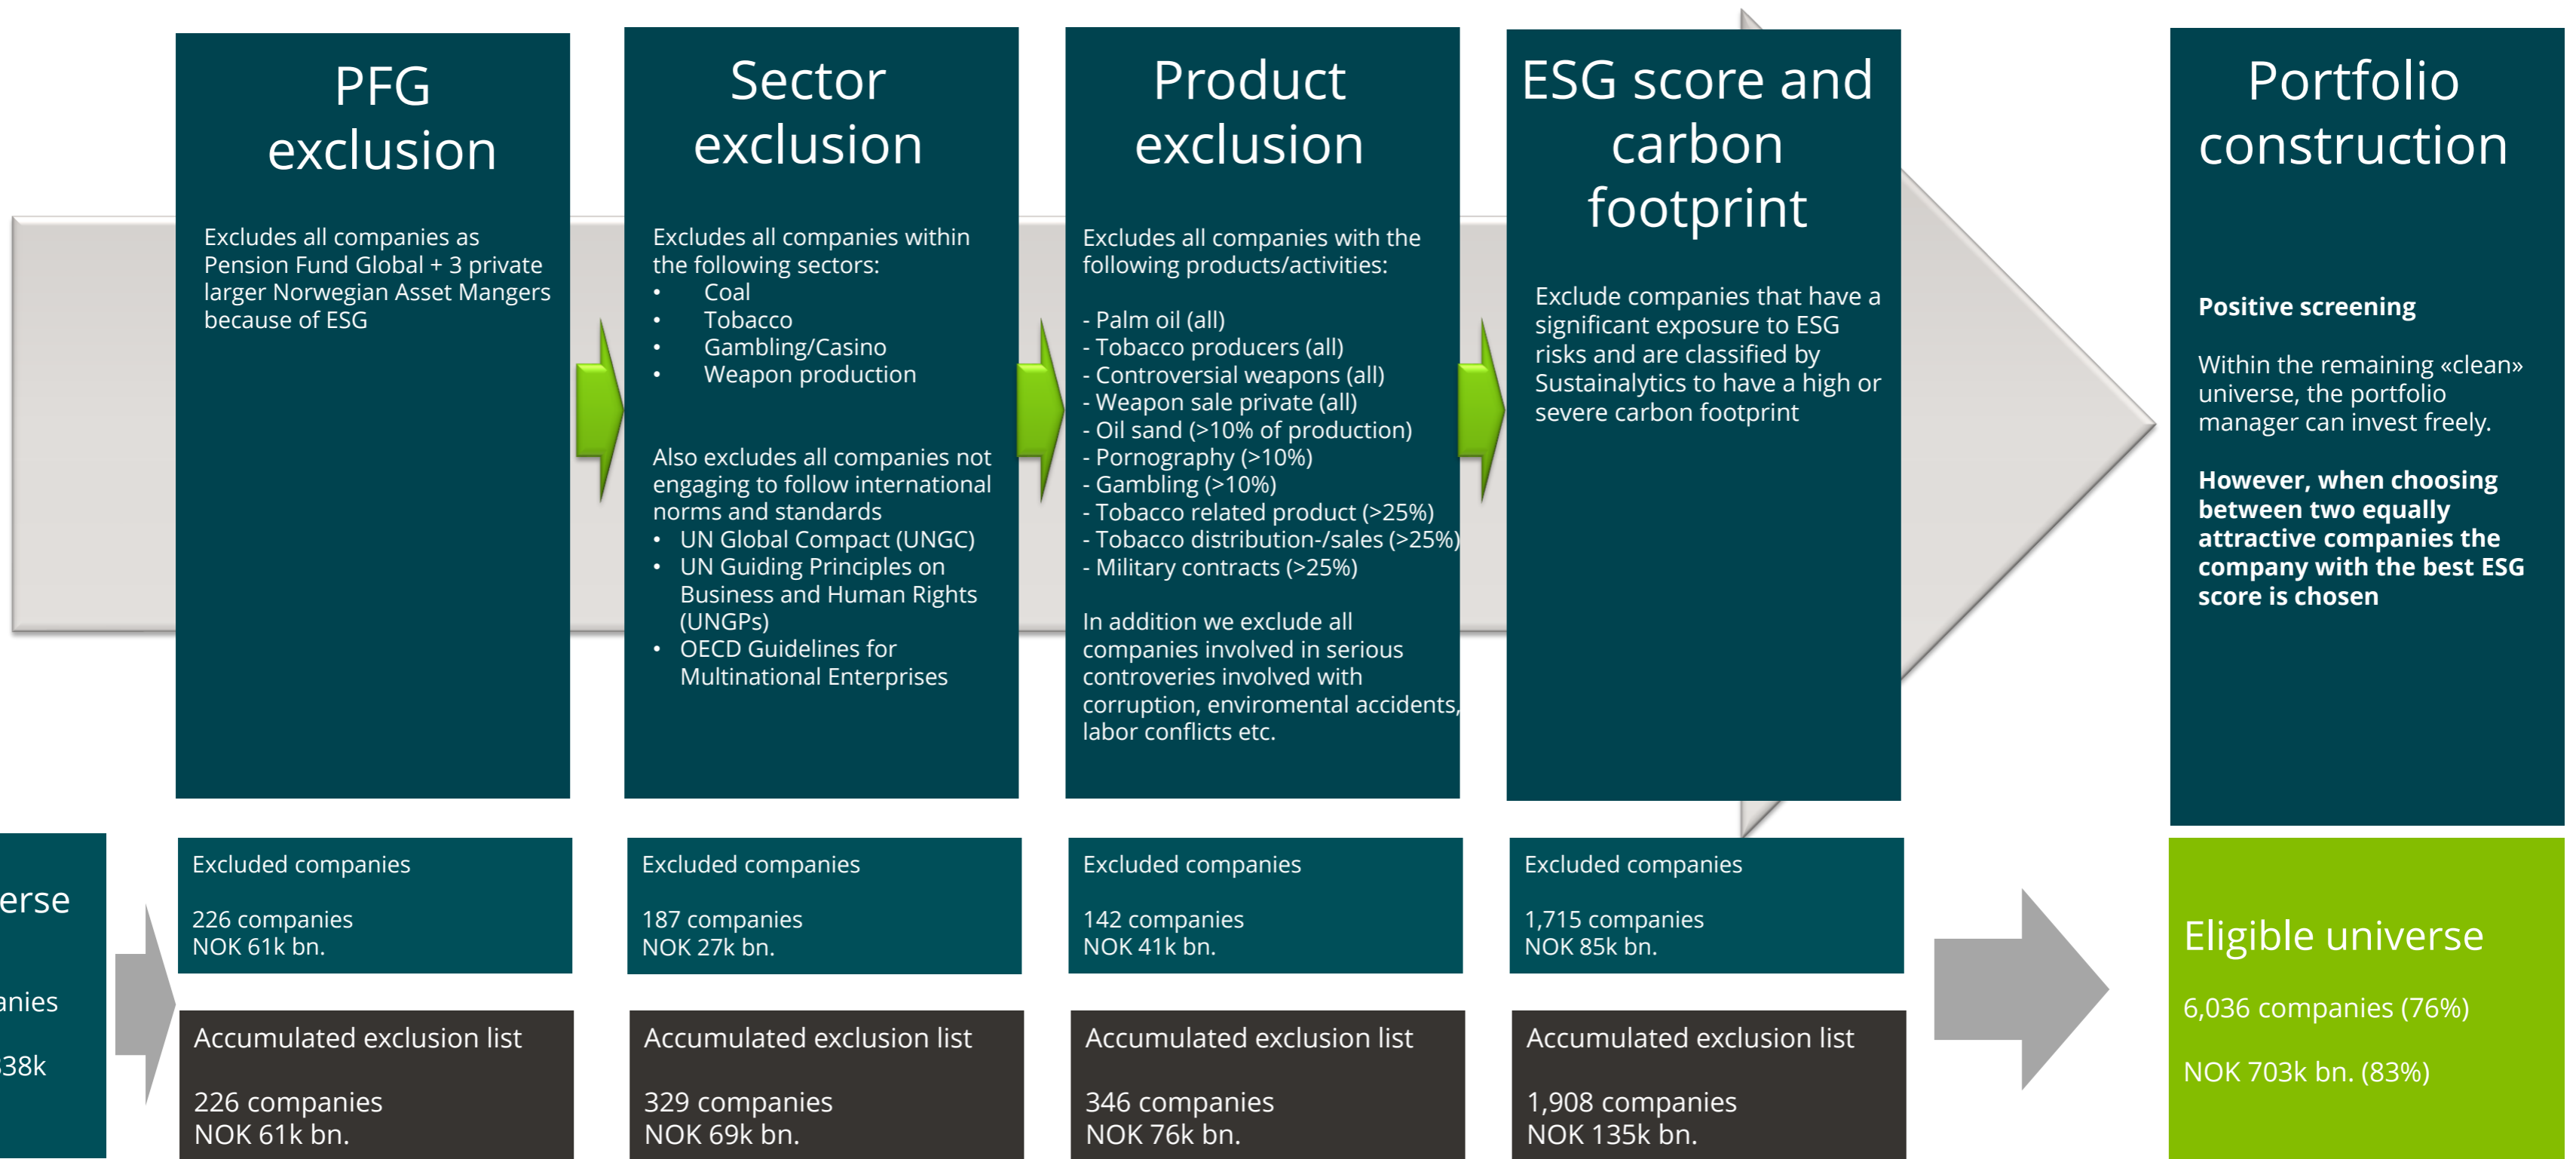 PFG
exclusion
Excludes all companies as
Pension Fund Global + 3 private
larger Norwegian Asset Mangers
because of ESG
Sector
exclusion
Excludes all companies within
the following sectors:
• Coal
• Tobacco
• Gambling/Casino
• Weapon production
Also excludes all companies not
engaging to follow international
norms and standards
• UN Global Compact (UNGC)
• UN Guiding Principles on
Business and Human Rights
(UNGPs)
• OECD Guidelines for
Multinational Enterprises
Product
exclusion
Excludes all companies with the
following products/activities:
- Palm oil (all)
- Tobacco producers (all)
- Controversial weapons (all)
- Weapon sale private (all)
- Oil sand (>10% of production)
- Pornography (>10%)
- Gambling (>10%)
- Tobacco related product (>25%)
- Tobacco distribution-/sales (>25%)
- Military contracts (>25%)
In addition we exclude all
companies involved in serious
controveries involved with
corruption, enviromental accidents,
labor conflicts etc.
ESG score and
carbon
footprint
Exclude companies that have a
significant exposure to ESG
risks and are classified by
Sustainalytics to have a high or
severe carbon footprint
Portfolio
construction
Positive screening
Within the remaining «clean»
universe, the portfolio
manager can invest freely.
However, when choosing
between two equally
attractive companies the
company with the best ESG
score is chosen
erse
anies
38k
Excluded companies
226 companies
NOK 61k bn.
Accumulated exclusion list
226 companies
NOK 61k bn.
Excluded companies
187 companies
NOK 27k bn.
Accumulated exclusion list
329 companies
NOK 69k bn.
Excluded companies
142 companies
NOK 41k bn.
Accumulated exclusion list
346 companies
NOK 76k bn.
Excluded companies
1,715 companies
NOK 85k bn.
Accumulated exclusion list
1,908 companies
NOK 135k bn.
Eligible universe
6,036 companies (76%)
NOK 703k bn. (83%)